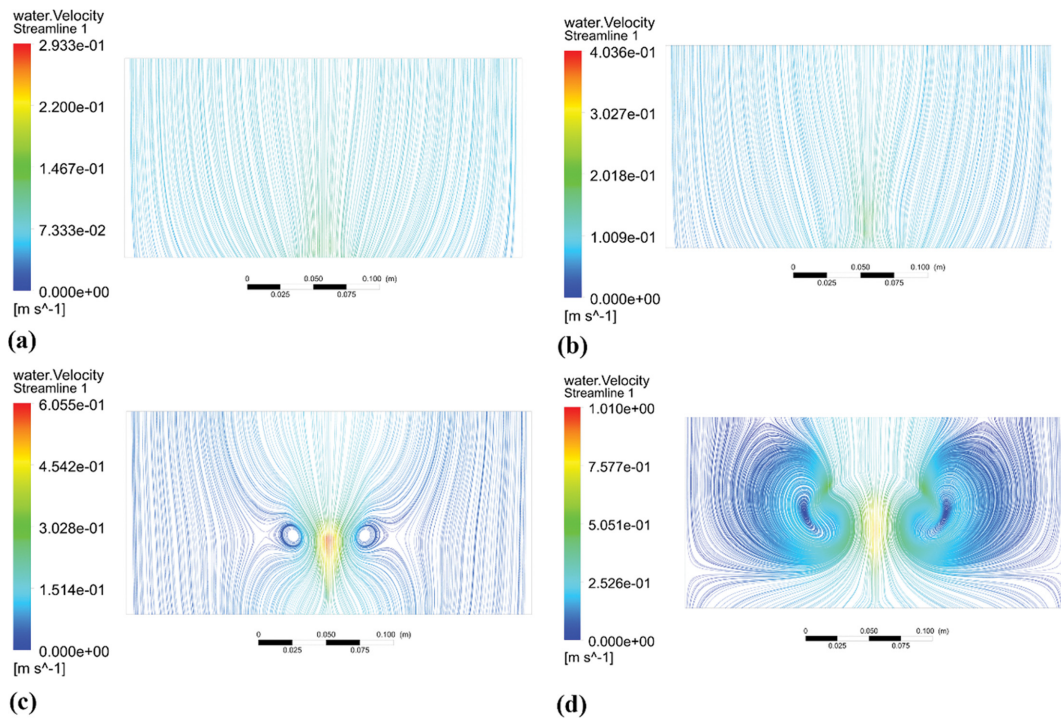 water.Velocity
Streamline 1
2.933e-01
2.200e-01
1.467e-01
7.333e-02
0.000e+00
[m s^-1]
0 0.050 0.100 (m)
0.025 0.075
(a)
water.Velocity
Streamline 1
4.036e-01
3.027e-01
2.018e-01
1.009e-01
0.000e+00
[m s^-1]
0 0.050 0.100 (m)
0.025 0.075
(b)
water.Velocity
Streamline 1
6.055e-01
4.542e-01
3.028e-01
1.514e-01
0.000e+00
[m s^-1]
0 0.050 0.100 (m)
0.025 0.075
(c)
water.Velocity
Streamline 1
1.010e+00
7.577e-01
5.051e-01
2.526e-01
0.000e+00
[m s^-1]
0 0.050 0.100 (m)
0.025 0.075
(d)